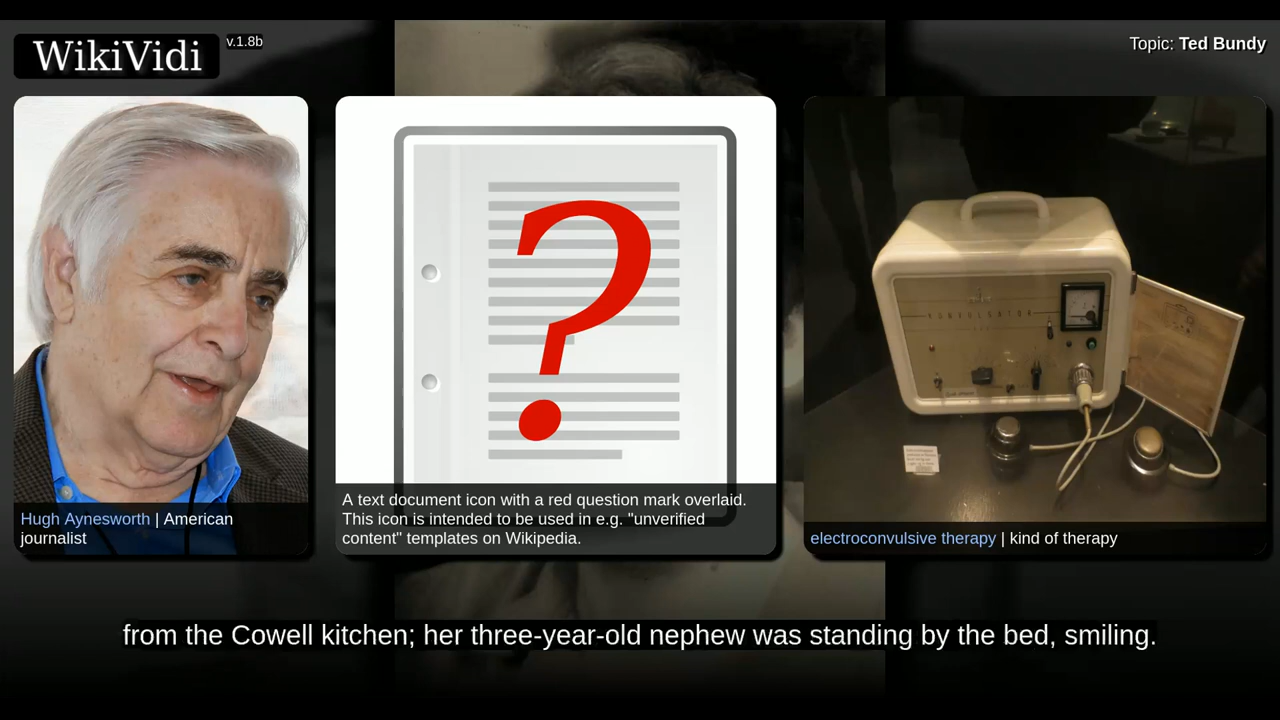 WikiVidi
v.1.8b
Topic: Ted Bundy
Hugh Aynesworth | American
journalist
?
A text document icon with a red question mark overlaid.
This icon is intended to be used in e.g. "unverified
content" templates on Wikipedia.
KONVULSATOR
electroconvulsive therapy | kind of therapy
from the Cowell kitchen; her three-year-old nephew was standing by the bed, smiling.